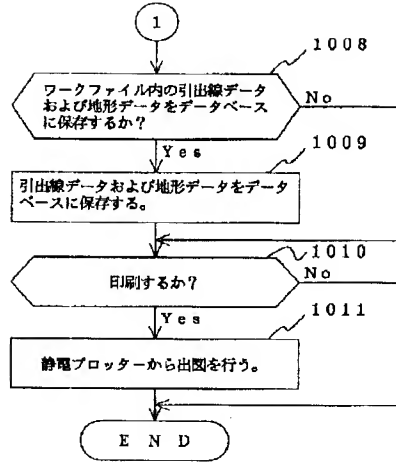 1
1008
ワークファイル内の引出線データ
および地形データをデータベース
に保存するか?
No
Yes
1009
引出線データおよび地形データをデータ
ベースに保存する。
1010
印刷するか?
No
Yes
1011
静電プロッターから出図を行う。
END